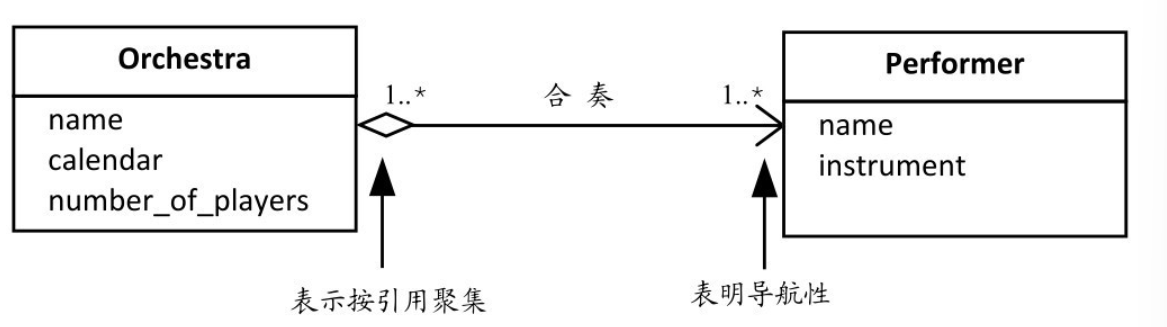 Orchestra
name
calendar
number_of_players
1..*
合奏
1..*
Performer
name
instrument
表示按引用聚集
表明导航性